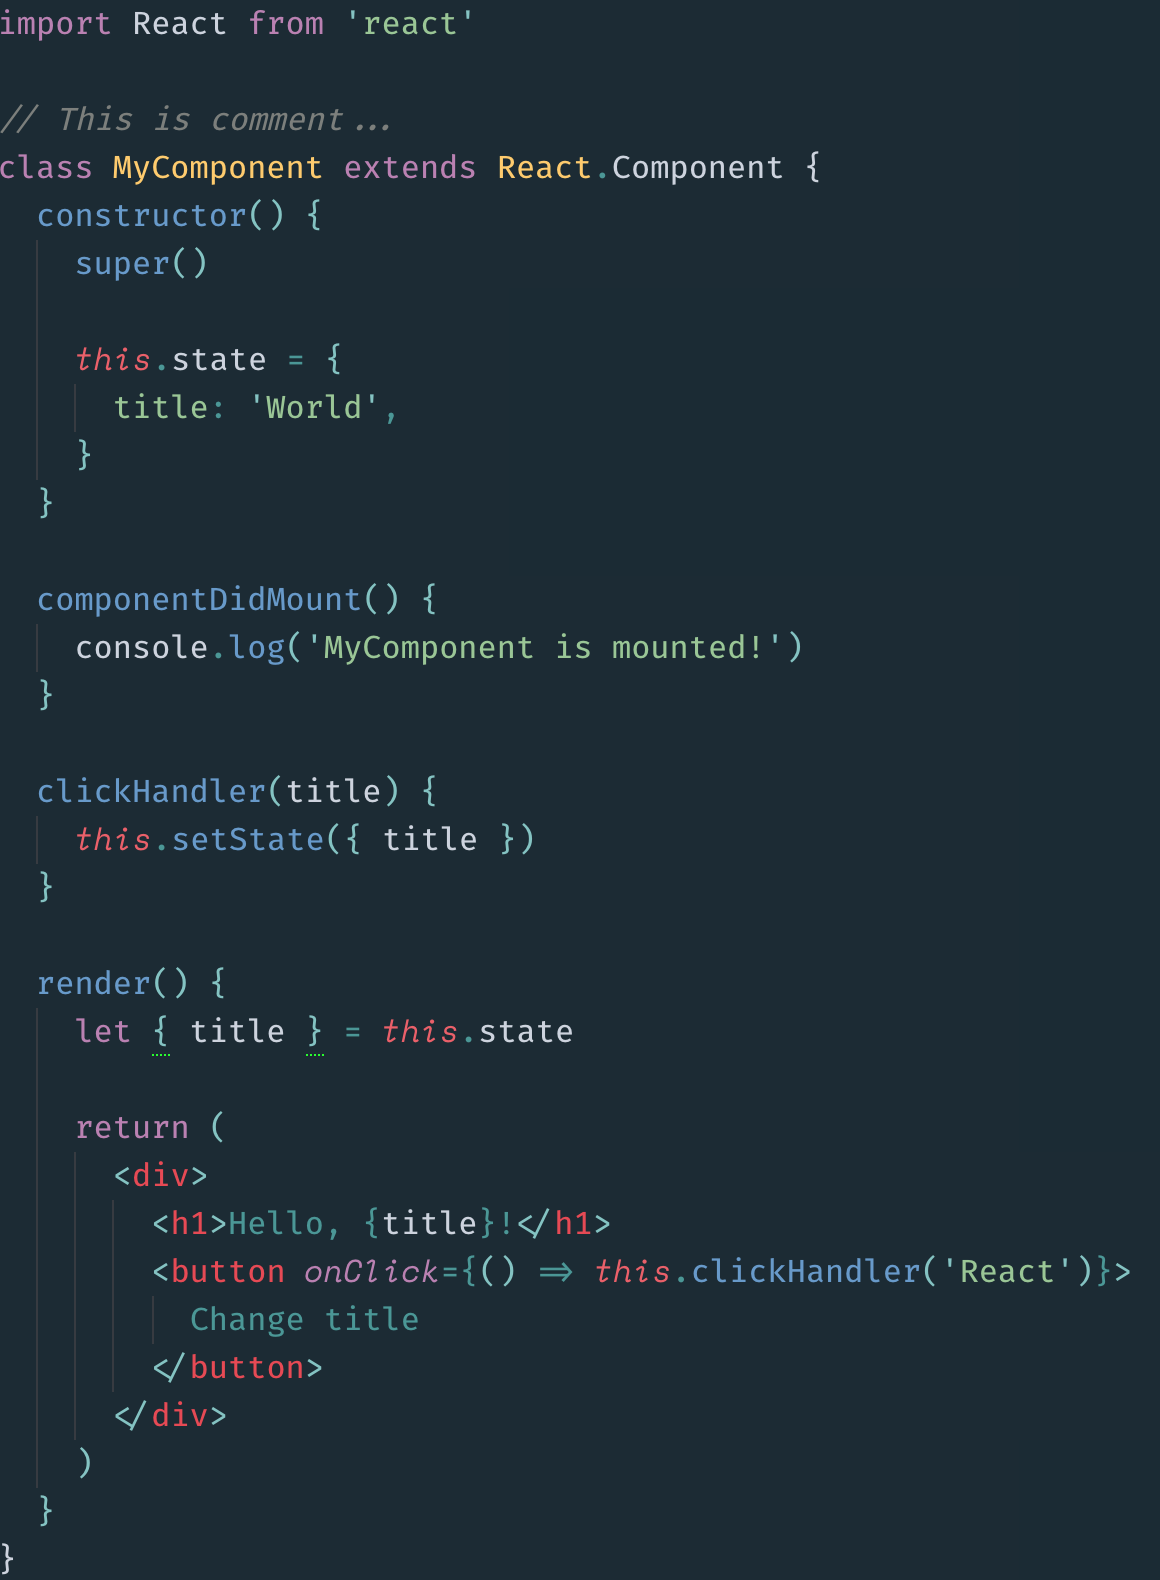 import React from 'react'
// This is comment...
class MyComponent extends React.Component {
constructor() {
super()
this.state = {
title: 'World',
}
}
componentDidMount() {
console.log('MyComponent is mounted!')
}
clickHandler(title) {
this.setState({ title })
}
render() {
let { title } = this.state
return (
<div>
<h1>Hello, {title}!</h1>
<button onClick={() => this.clickHandler('React')}>
Change title
</button>
</div>
)
}
}